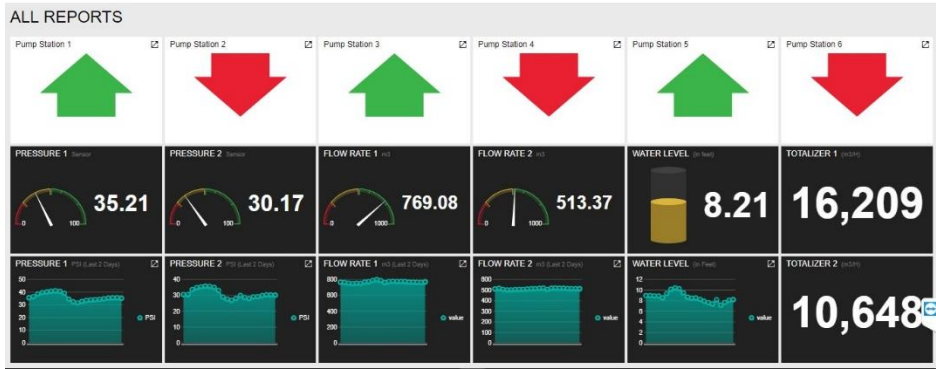 ALL REPORTS
Pump Station 1
Pump Station 2
Pump Station 3
Pump Station 4
Pump Station 5
Pump Station 6
PRESSURE 1 Sensor
0 100
35.21
PRESSURE 2 Sensor
0 100
30.17
FLOW RATE 1 m3
0 1000
769.08
FLOW RATE 2 m3
0 1000
513.37
WATER LEVEL (in feet)
8.21
TOTALIZER 1 (m3/H)
16,209
PRESSURE 1 PSI (Last 2 Days)
50
40
30
20
10
0
PSI
PRESSURE 2 PSI (Last 2 Days)
40
30
20
10
0
PSI
FLOW RATE 1 m3 (Last 2 Days)
800
600
400
200
0
value
FLOW RATE 2 m3 (Last 2 Days)
600
500
400
300
200
100
0
value
WATER LEVEL (in Feet)
12
10
8
6
4
2
0
value
TOTALIZER 2 (m3/H)
10,648